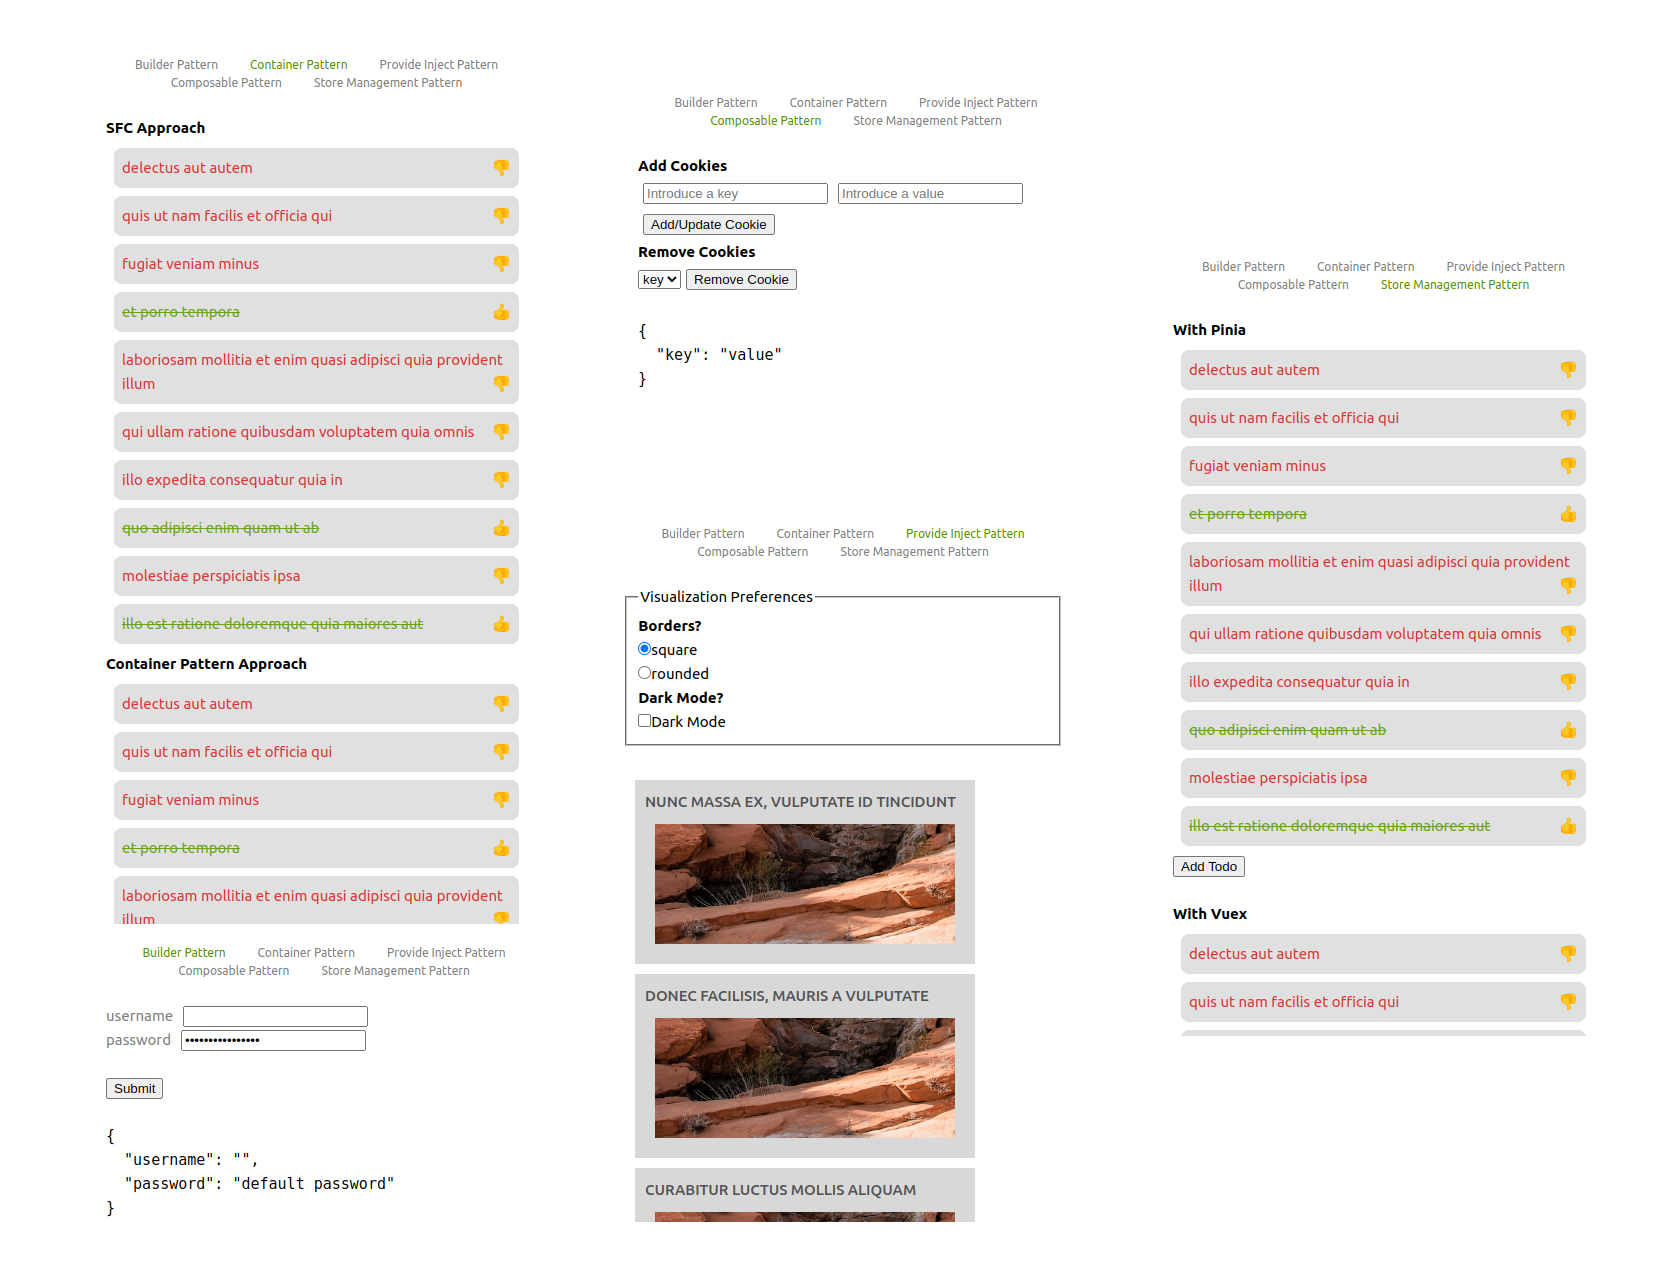 Builder Pattern Container Pattern Provide Inject Pattern
Composable Pattern Store Management Pattern
SFC Approach
delectus aut autem
quis ut nam facilis et officia qui
fugiat veniam minus
et porro tempora
laboriosam mollitia et enim quasi adipisci quia provident
illum
qui ullam ratione quibusdam voluptatem quia omnis
illo expedita consequatur quia in
quo adipisci enim quam ut ab
molestiae perspiciatis ipsa
illo est ratione doloremque quia maiores aut
Container Pattern Approach
delectus aut autem
quis ut nam facilis et officia qui
fugiat veniam minus
et porro tempora
laboriosam mollitia et enim quasi adipisci quia provident
illum
Builder Pattern Container Pattern Provide Inject Pattern
Composable Pattern Store Management Pattern
username
password ••••••••••••••••
Submit
{
"username": "",
"password": "default password"
}
Builder Pattern Container Pattern Provide Inject Pattern
Composable Pattern Store Management Pattern
Add Cookies
Introduce a key Introduce a value
Add/Update Cookie
Remove Cookies
key Remove Cookie
{
"key": "value"
}
Builder Pattern Container Pattern Provide Inject Pattern
Composable Pattern Store Management Pattern
Visualization Preferences
Borders?
square
rounded
Dark Mode?
Dark Mode
NUNC MASSA EX, VULPUTATE ID TINCIDUNT
DONEC FACILISIS, MAURIS A VULPUTATE
CURABITUR LUCTUS MOLLIS ALIQUAM
Builder Pattern Container Pattern Provide Inject Pattern
Composable Pattern Store Management Pattern
With Pinia
delectus aut autem
quis ut nam facilis et officia qui
fugiat veniam minus
et porro tempora
laboriosam mollitia et enim quasi adipisci quia provident
illum
qui ullam ratione quibusdam voluptatem quia omnis
illo expedita consequatur quia in
quo adipisci enim quam ut ab
molestiae perspiciatis ipsa
illo est ratione doloremque quia maiores aut
Add Todo
With Vuex
delectus aut autem
quis ut nam facilis et officia qui